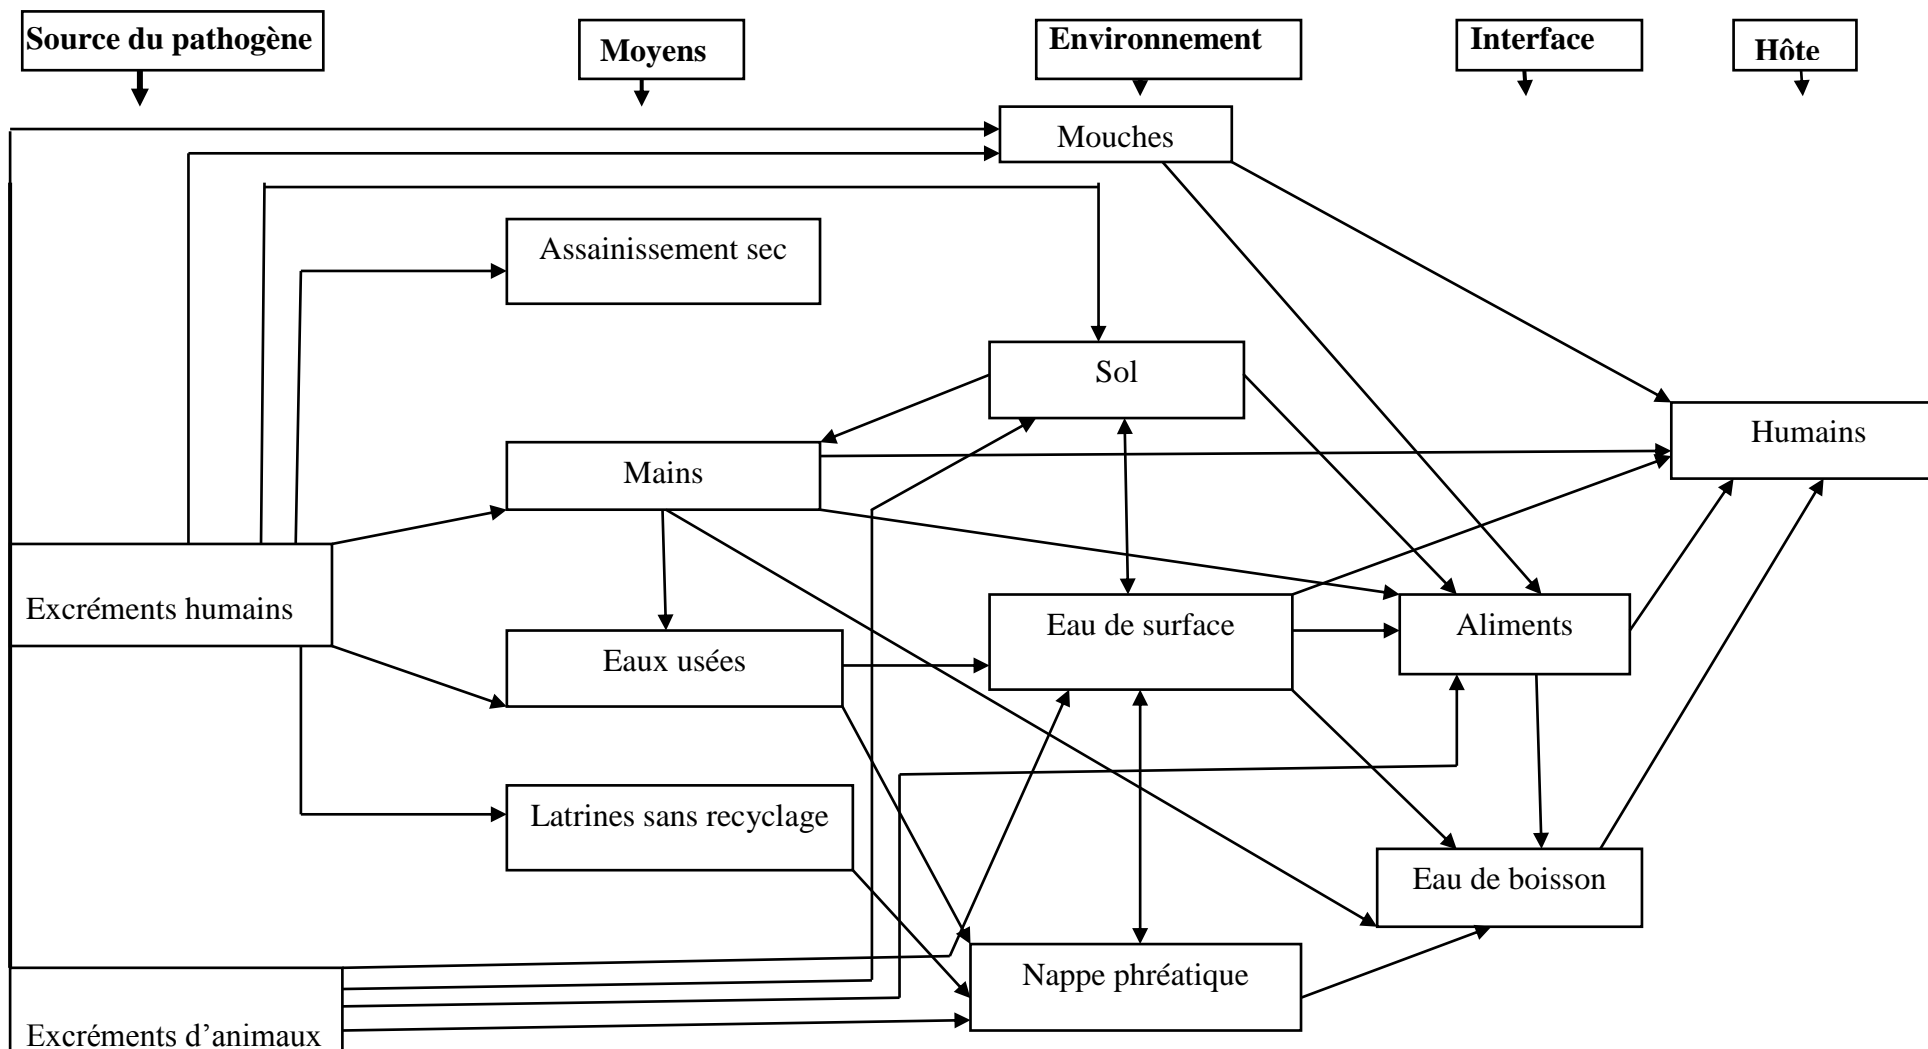 Source du pathogène
Moyens
Environnement
Interface
Hôte
Mouches
Assainissement sec
Sol
Humains
Mains
Excréments humains
Eau de surface
Aliments
Eaux usées
Latrines sans recyclage
Eau de boisson
Nappe phréatique
Excréments d’animaux